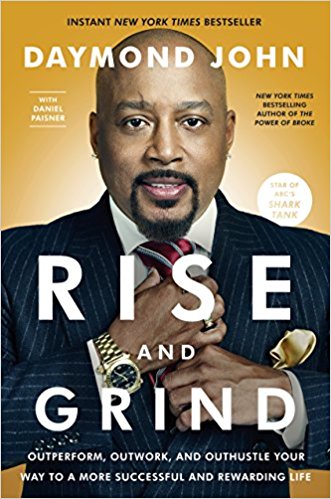 INSTANT NEW YORK TIMES BESTSELLER
DAYMOND JOHN
WITH
DANIEL
PAISNER
NEW YORK TIMES
BESTSELLING
AUTHOR OF
THE
POWER OF BROKE
STAR OF
ABC'S
SHARK
TANK
RISE
AND
GRIND
OUTPERFORM, OUTWORK, AND OUTHUSTLE YOUR
WAY TO A MORE SUCCESSFUL AND REWARDING LIFE